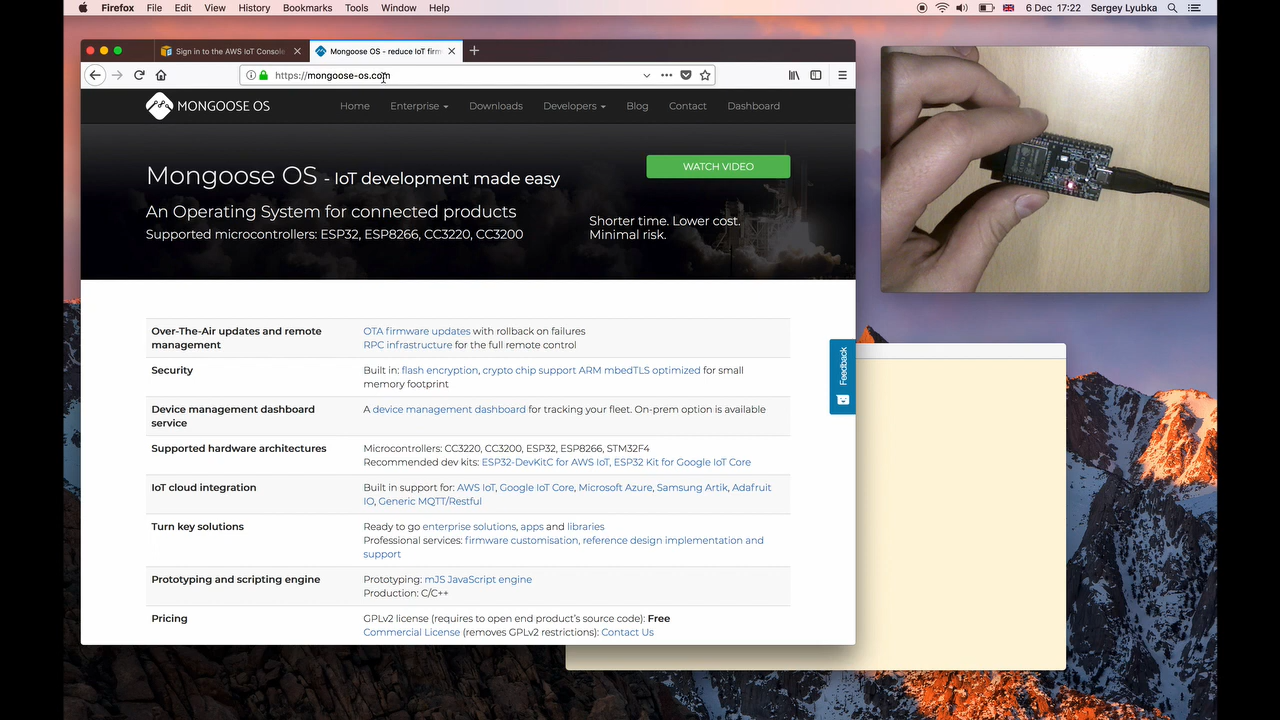 Firefox File Edit View History Bookmarks Tools Window Help 6 Dec 17:22 Sergey Lyubka
Sign in to the AWS IoT Console
Mongoose OS - reduce IoT firm
https://mongoose-os.com
MONGOOSE OS Home Enterprise Downloads Developers Blog Contact Dashboard
Mongoose OS - IoT development made easy
WATCH VIDEO
An Operating System for connected products
Supported microcontrollers: ESP32, ESP8266, CC3220, CC3200
Shorter time. Lower cost.
Minimal risk.
Over-The-Air updates and remote
management
OTA firmware updates with rollback on failures
RPC infrastructure for the full remote control
Security
Built in: flash encryption, crypto chip support ARM mbedTLS optimized for small
memory footprint
Device management dashboard
service
A device management dashboard for tracking your fleet. On-prem option is available
Supported hardware architectures
Microcontrollers: CC3220, CC3200, ESP32, ESP8266, STM32F4
Recommended dev kits: ESP32-DevKitC for AWS IoT, ESP32 Kit for Google IoT Core
IoT cloud integration
Built in support for: AWS IoT, Google IoT Core, Microsoft Azure, Samsung Artik, Adafruit
IO, Generic MQTT/Restful
Turn key solutions
Ready to go enterprise solutions, apps and libraries
Professional services: firmware customisation, reference design implementation and
support
Prototyping and scripting engine
Prototyping: mJS JavaScript engine
Production: C/C++
Pricing
GPLv2 license (requires to open end product's source code): Free
Commercial License (removes GPLv2 restrictions): Contact Us
Feedback